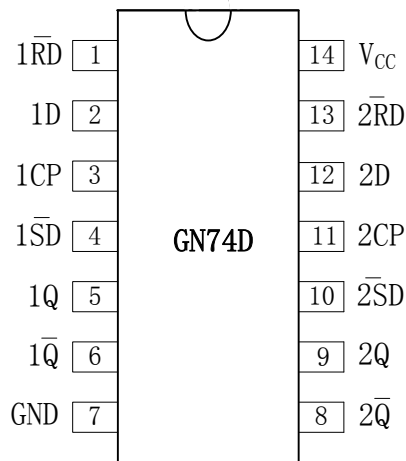 1R̅D 1 14 V_CC
1D 2 13 2R̅D
1CP 3 12 2D
1S̅D 4 GN74D 11 2CP
1Q 5 10 2S̅D
1Q̅ 6 9 2Q
GND 7 8 2Q̅